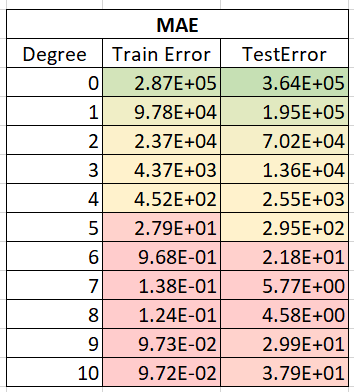 MAE
Degree Train Error TestError
0 2.87E+05 3.64E+05
1 9.78E+04 1.95E+05
2 2.37E+04 7.02E+04
3 4.37E+03 1.36E+04
4 4.52E+02 2.55E+03
5 2.79E+01 2.95E+02
6 9.68E-01 2.18E+01
7 1.38E-01 5.77E+00
8 1.24E-01 4.58E+00
9 9.73E-02 2.99E+01
10 9.72E-02 3.79E+01